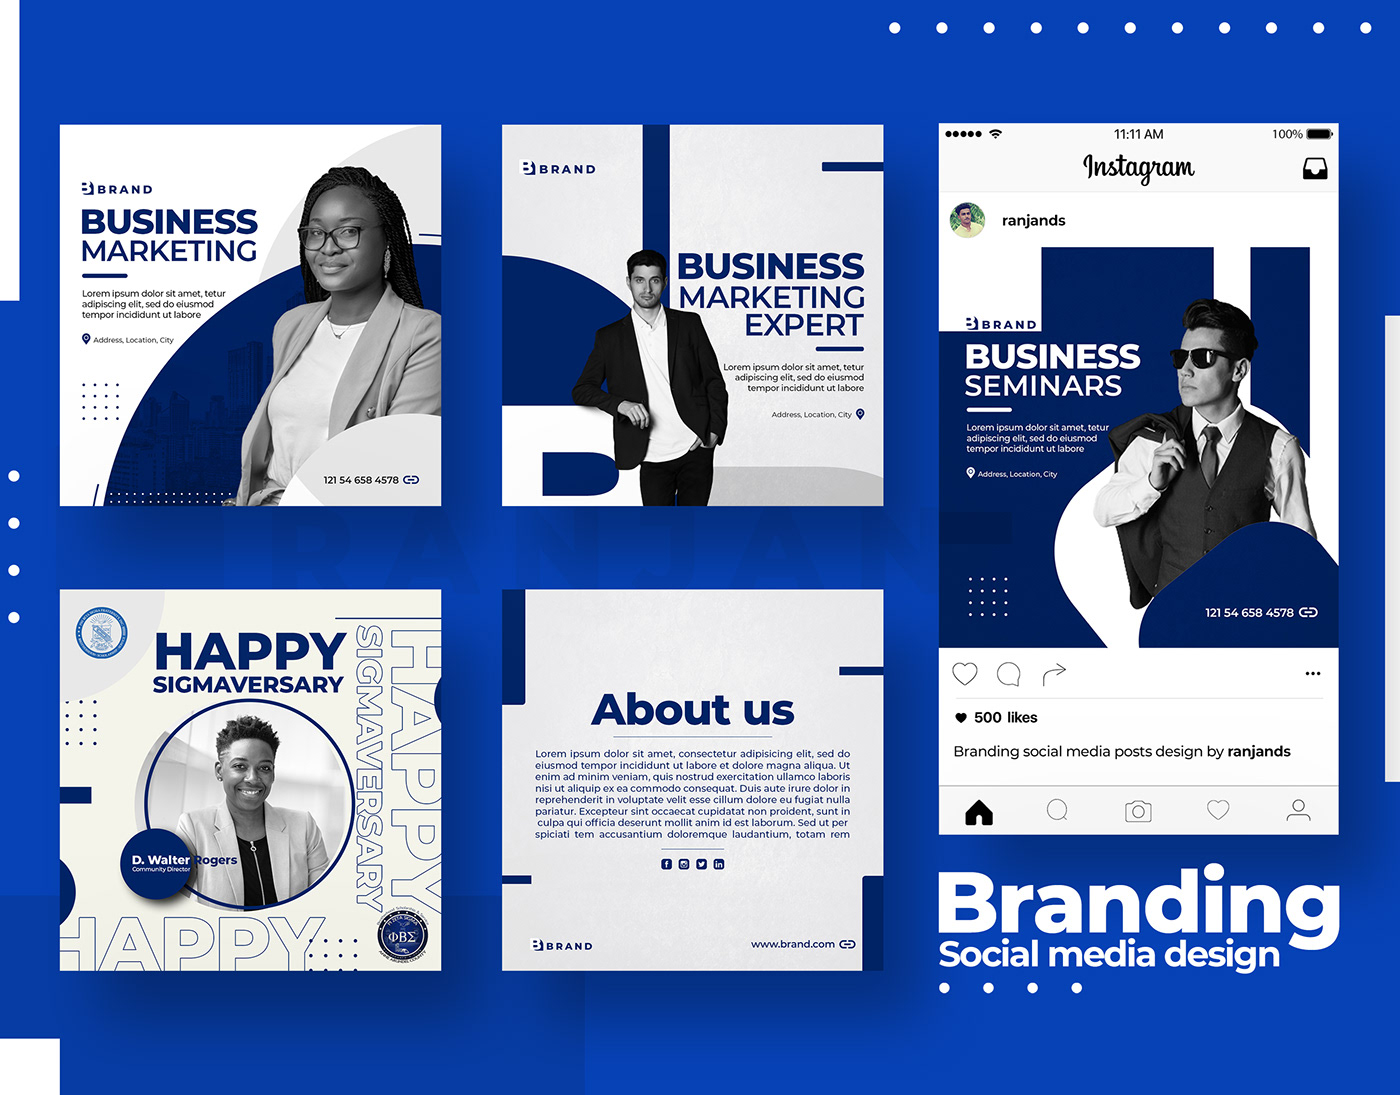 BRAND
BUSINESS
MARKETING
Lorem ipsum dolor sit amet, tetur
adipiscing elit, sed do eiusmod
tempor incididunt ut labore
Address, Location, City
121 54 658 4578
BRAND
BUSINESS
MARKETING
EXPERT
Lorem ipsum dolor sit amet, tetur
adipiscing elit, sed do eiusmod
tempor incididunt ut labore
Address, Location, City
11:11 AM
100%
Instagram
ranjands
BRAND
BUSINESS
SEMINARS
Lorem ipsum dolor sit amet, tetur
adipiscing elit, sed do eiusmod
tempor incididunt ut labore
Address, Location, City
121 54 658 4578
500 likes
Branding social media posts design by ranjands
RANJAN
HAPPY
SIGMAVERSARY
HAPPY
SIGMAVERSARY
D. Walter Rogers
Community Director
HAPPY
ΦΒΣ
About us
Lorem ipsum dolor sit amet, consectetur adipisicing elit, sed do
eiusmod tempor incididunt ut labore et dolore magna aliqua. Ut
enim ad minim veniam, quis nostrud exercitation ullamco laboris
nisi ut aliquip ex ea commodo consequat. Duis aute irure dolor in
reprehenderit in voluptate velit esse cillum dolore eu fugiat nulla
pariatur. Excepteur sint occaecat cupidatat non proident, sunt in
culpa qui officia deserunt mollit anim id est laborum. Sed ut per
spiciati tem accusantium doloremque laudantium, totam rem
BRAND
www.brand.com
Branding
Social media design